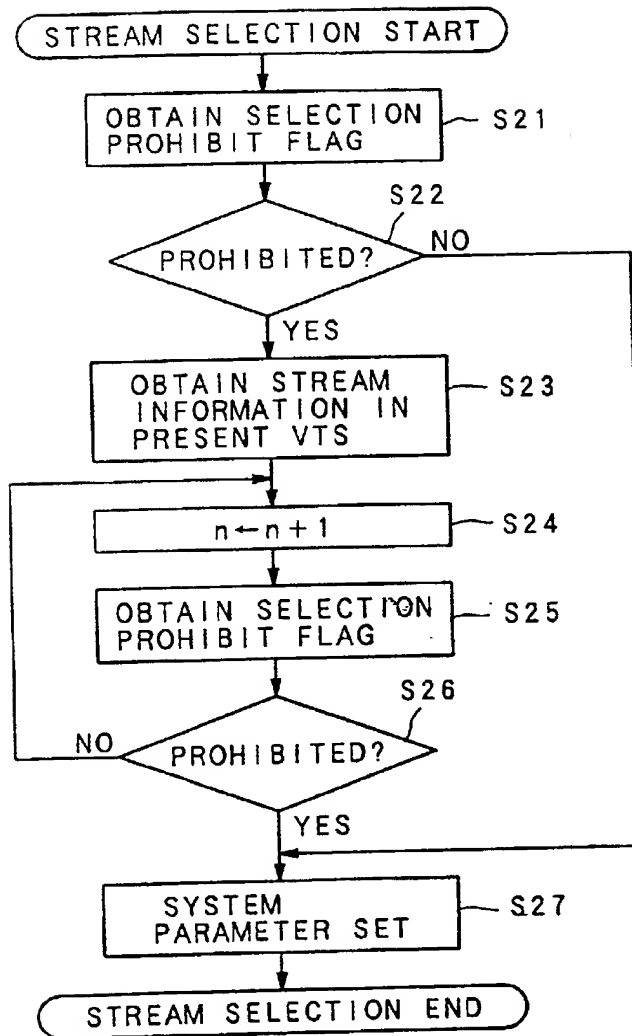 STREAM SELECTION START
OBTAIN SELECTION
PROHIBIT FLAG
S21
S22
PROHIBITED?
NO
YES
OBTAIN STREAM
INFORMATION IN
PRESENT VTS
S23
n←n+1
S24
OBTAIN SELECTION
PROHIBIT FLAG
S25
S26
NO
PROHIBITED?
YES
SYSTEM
PARAMETER SET
S27
STREAM SELECTION END